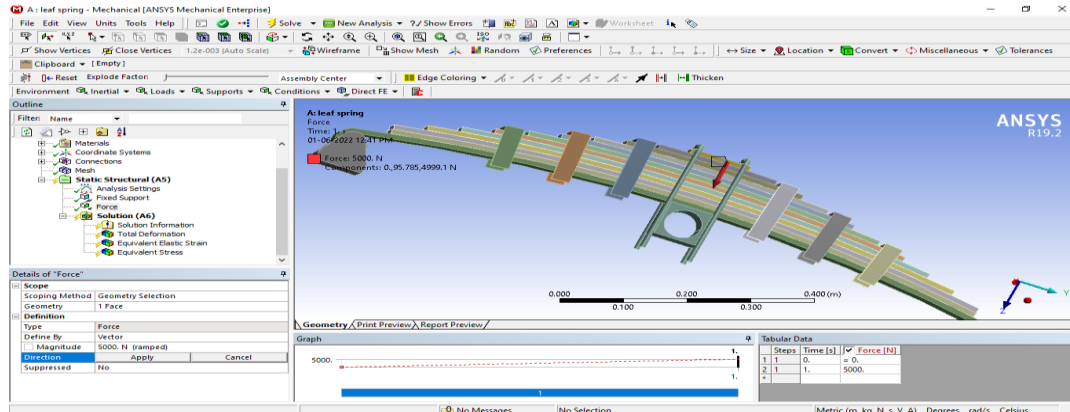 A : leaf spring - Mechanical [ANSYS Mechanical Enterprise]
File Edit View Units Tools Help Solve New Analysis ?/ Show Errors Worksheet
Show Vertices Close Vertices 1.2e-003 (Auto Scale) Wireframe Show Mesh Random Preferences Size Location Convert Miscellaneous Tolerances
Clipboard [Empty]
Reset Explode Factor: Assembly Center Edge Coloring Thicken
Environment Inertial Loads Supports Conditions Direct FE
Outline
Filter: Name
Materials
Coordinate Systems
Connections
Mesh
Static Structural (A5)
Analysis Settings
Fixed Support
Force
Solution (A6)
Solution Information
Total Deformation
Equivalent Elastic Strain
Equivalent Stress
A: leaf spring
Force
Time: 1. s
01-06-2022 12:41 PM
Force: 5000. N
Components: 0.,95.785,4999.1 N
ANSYS
R19.2
0.000 0.200 0.400 (m)
0.100 0.300
Y
Z
Geometry Print Preview Report Preview
Details of "Force"
Scope
Scoping Method Geometry Selection
Geometry 1 Face
Definition
Type Force
Define By Vector
Magnitude 5000. N (ramped)
Direction Apply Cancel
Suppressed No
Graph
1.
5000.
1.
1
Tabular Data
Steps Time [s] Force [N]
1 1 0. = 0.
2 1 1. 5000.
*
No Messages No Selection Metric (m, kg, N, s, V, A) Degrees rad/s Celsius